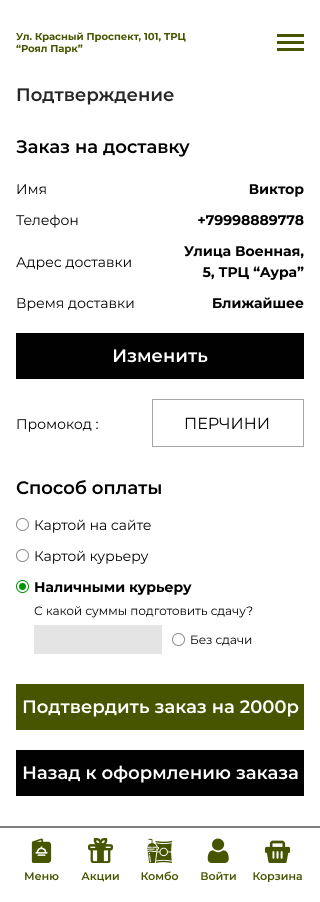 Ул. Красный Проспект, 101, ТРЦ
“Роял Парк”
Подтверждение
Заказ на доставку
Имя Виктор
Телефон +79998889778
Адрес доставки Улица Военная,
5, ТРЦ “Аура”
Время доставки Ближайшее
Изменить
Промокод : ПЕРЧИНИ
Способ оплаты
Картой на сайте
Картой курьеру
Наличными курьеру
С какой суммы подготовить сдачу?
Без сдачи
Подтвердить заказ на 2000р
Назад к оформлению заказа
Меню Акции Комбо Войти Корзина